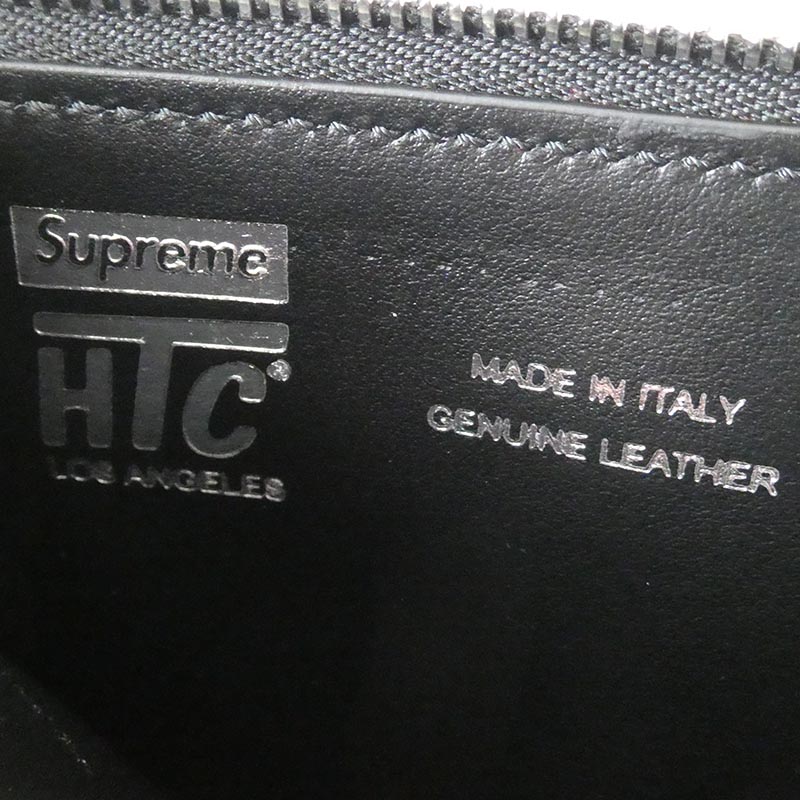 Supreme
HTC®
LOS ANGELES
MADE IN ITALY
GENUINE LEATHER